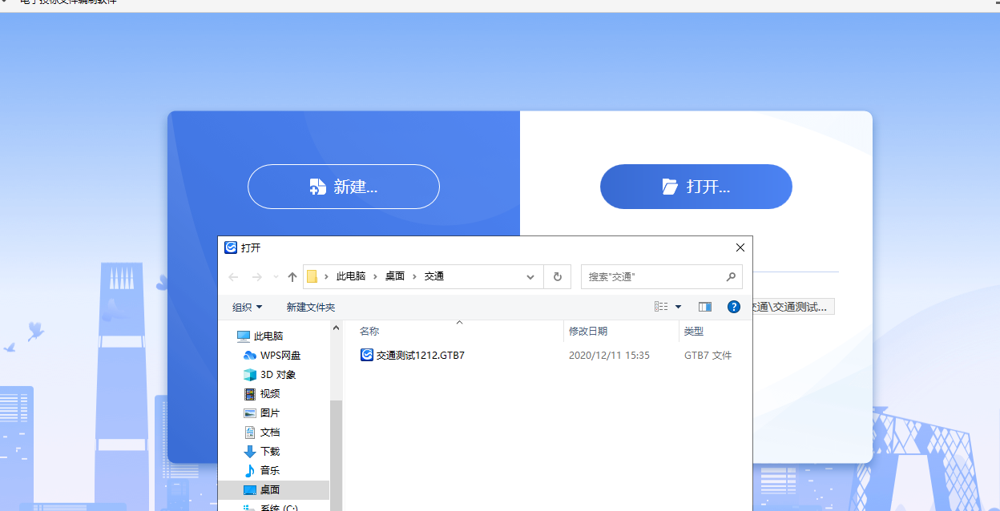 电子投标文件编制软件
新建...
打开...
打开
此电脑 桌面 交通
搜索"交通"
组织 新建文件夹
交通\交通测试...
名称 修改日期 类型
交通测试1212.GTB7 2020/12/11 15:35 GTB7 文件
此电脑
WPS网盘
3D 对象
视频
图片
文档
下载
音乐
桌面
系统 (C:)